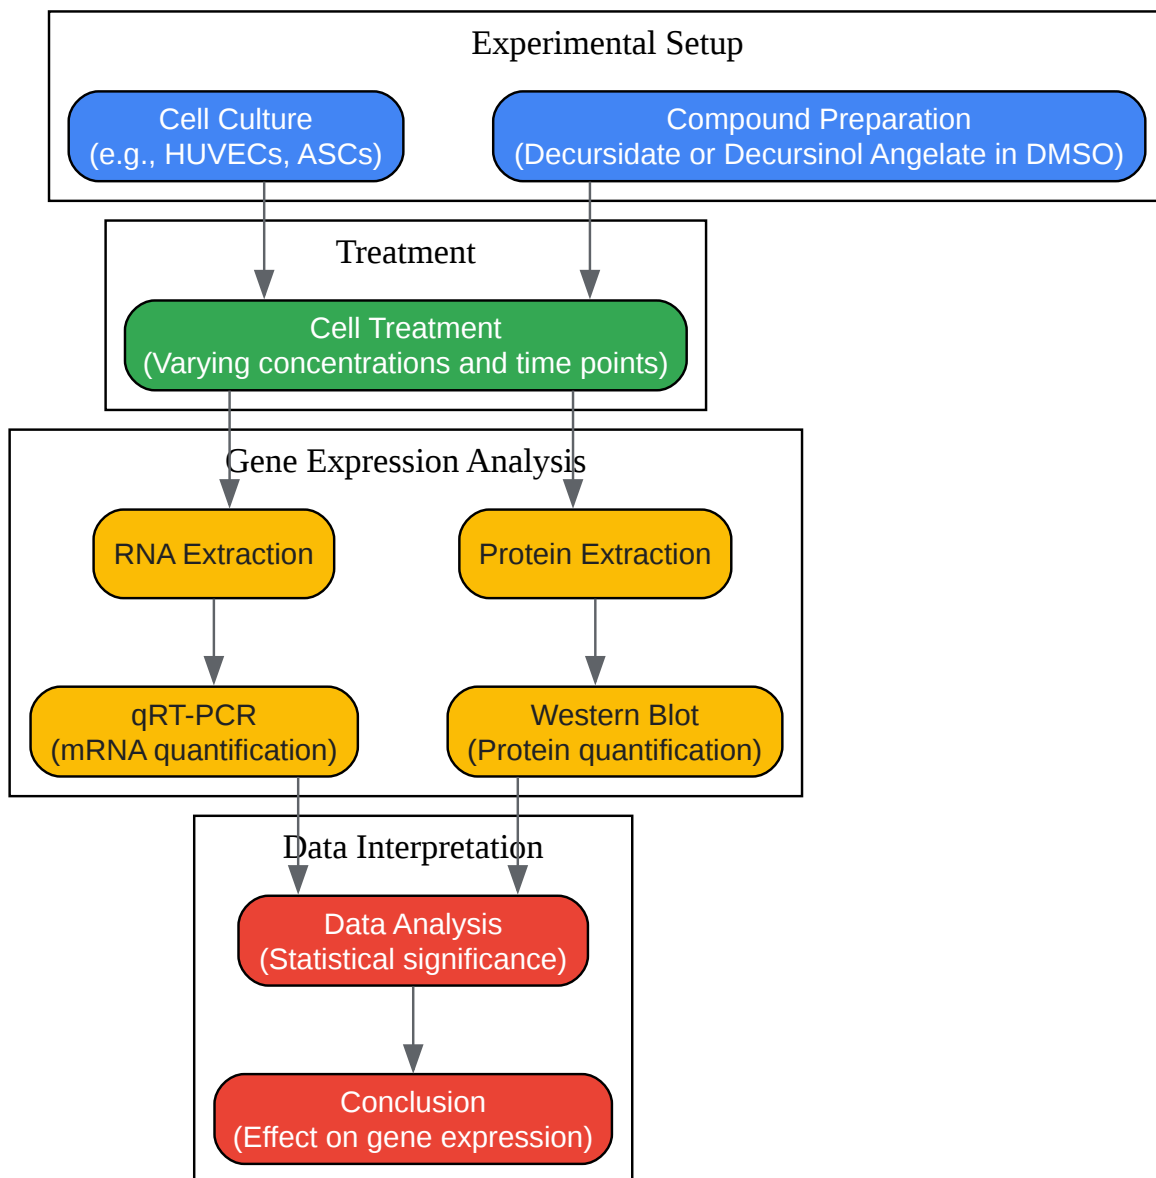 Experimental Setup
Cell Culture
(e.g., HUVECs, ASCs)
Compound Preparation
(Decursidate or Decursinol Angelate in DMSO)
Treatment
Cell Treatment
(Varying concentrations and time points)
Gene Expression Analysis
RNA Extraction
Protein Extraction
qRT-PCR
(mRNA quantification)
Western Blot
(Protein quantification)
Data Interpretation
Data Analysis
(Statistical significance)
Conclusion
(Effect on gene expression)